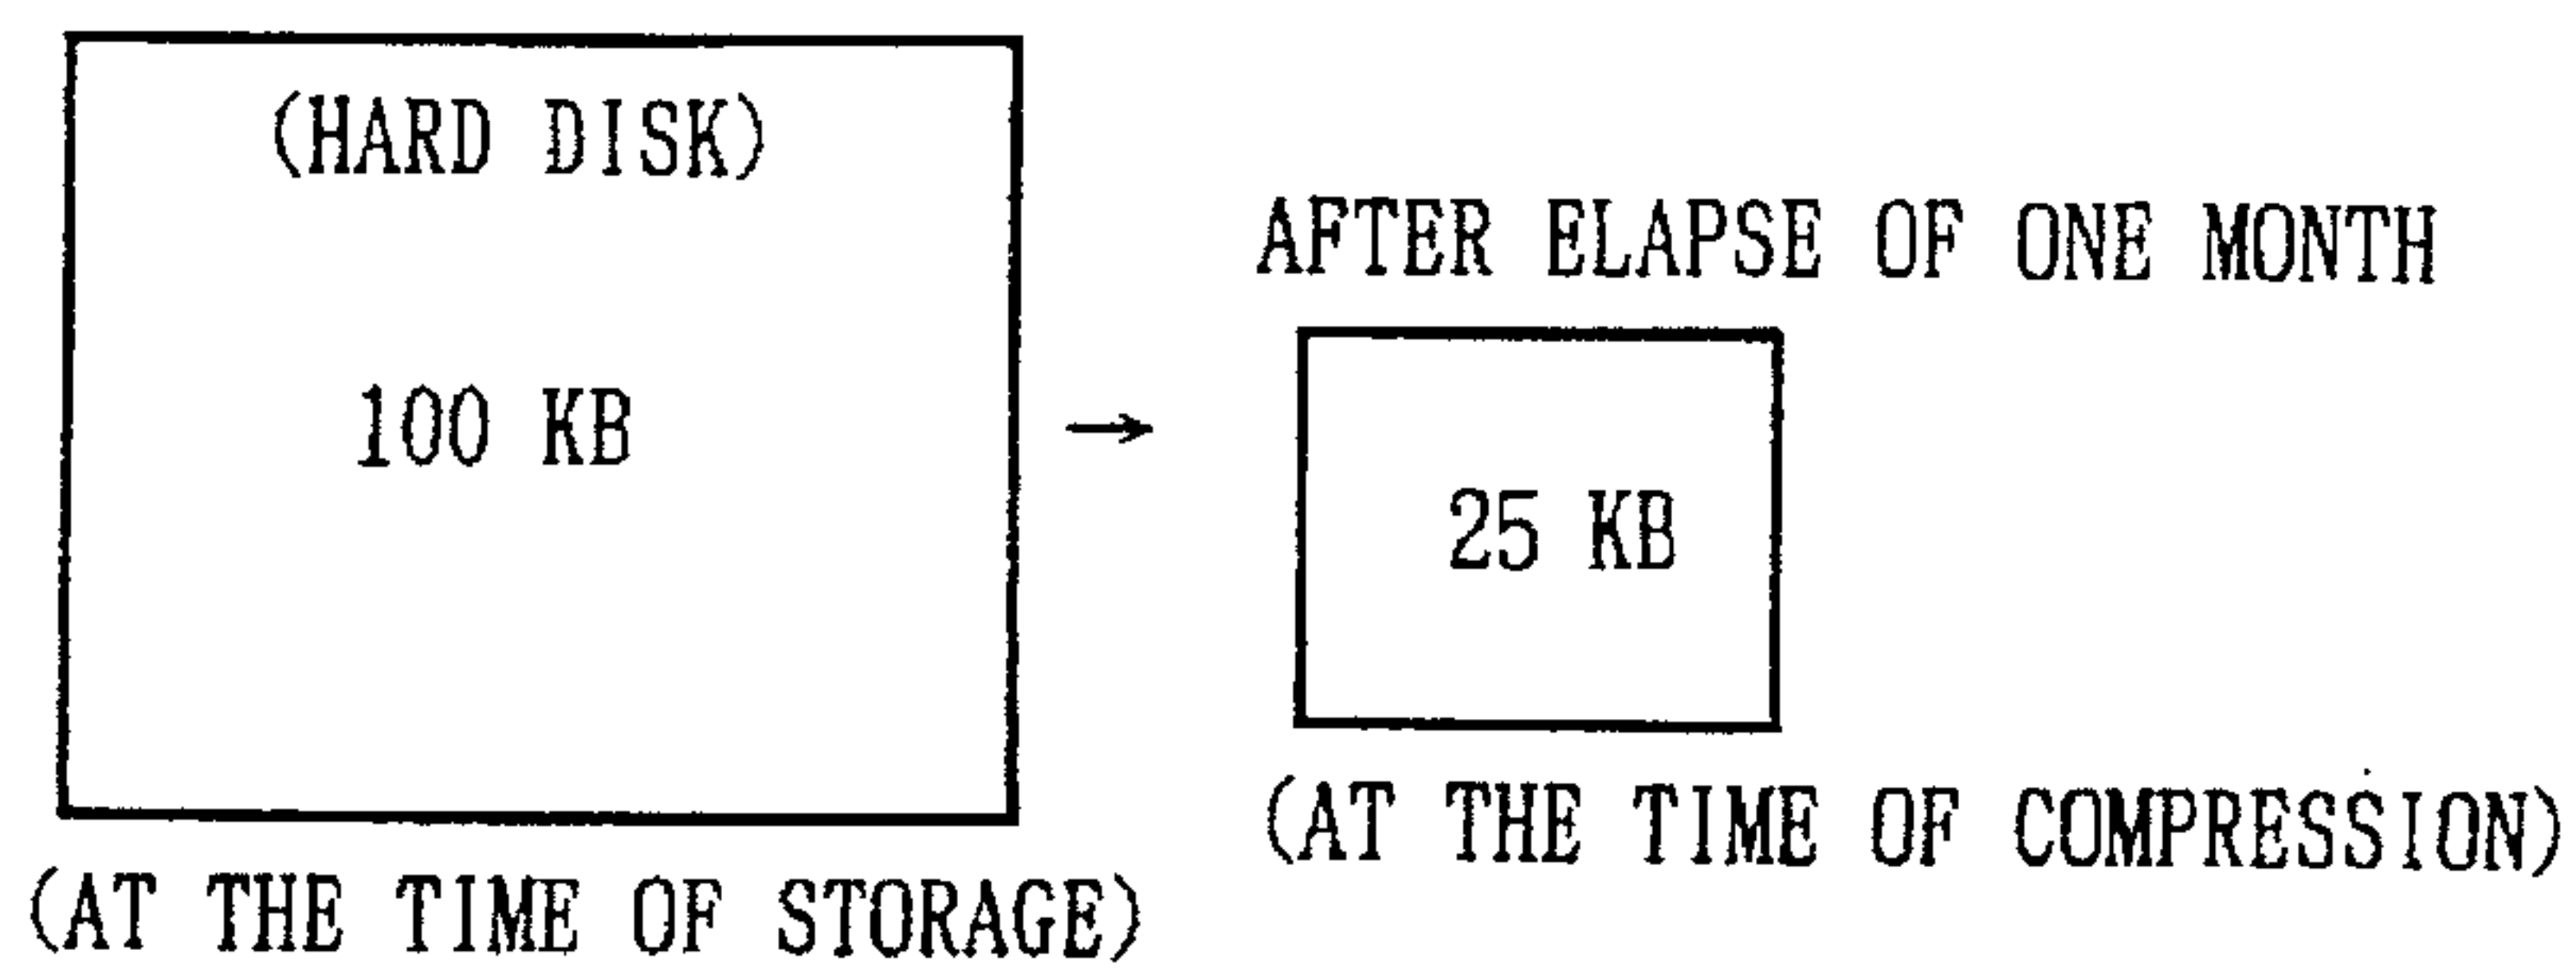 (HARD DISK)
100 KB
(AT THE TIME OF STORAGE)
→
AFTER ELAPSE OF ONE MONTH
25 KB
(AT THE TIME OF COMPRESSION)